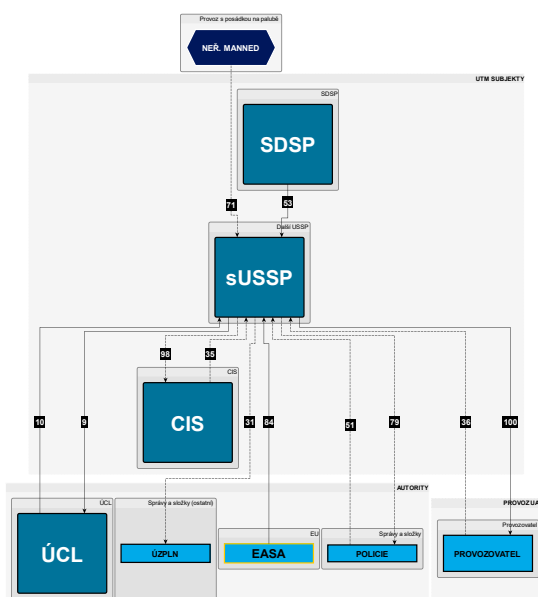 Provoz s posádkou na palubě
NEŘ. MANNED
UTM SUBJEKTY
SDSP
SDSP
71
53
Další USSP
sUSSP
98
35
CIS
CIS
10
9
31
84
51
79
36
100
AUTORITY
ÚCL
ÚCL
Správy a složky (ostatní)
ÚZPLN
EU
EASA
Správy a složky
POLICIE
PROVOZUA
Provozovatel
PROVOZOVATEL